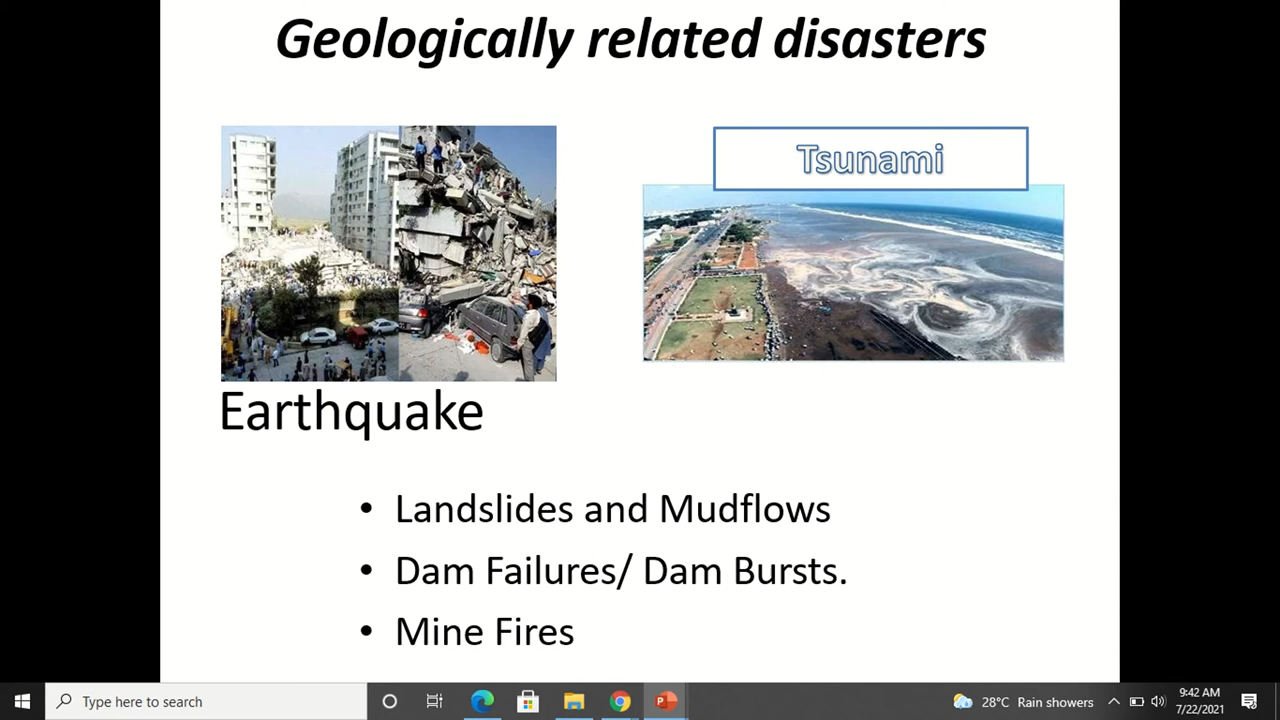 Geologically related disasters
Tsunami
Earthquake
• Landslides and Mudflows
• Dam Failures/ Dam Bursts.
• Mine Fires
Type here to search
28°C Rain showers
9:42 AM
7/22/2021